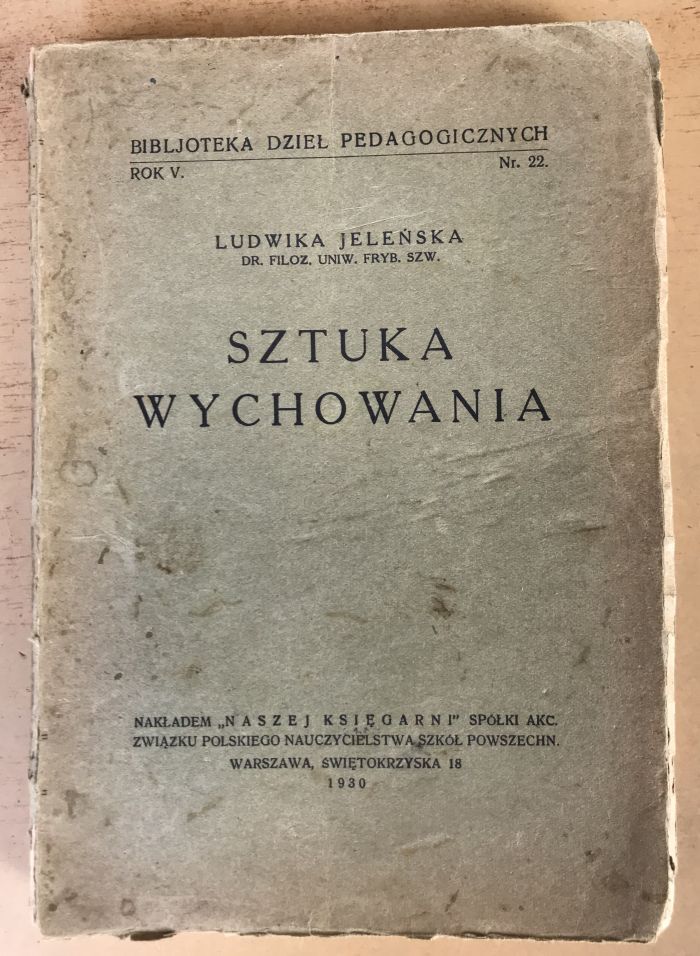 BIBLJOTEKA DZIEŁ PEDAGOGICZNYCH
ROK V. Nr. 22.
LUDWIKA JELEŃSKA
DR. FILOZ. UNIW. FRYB. SZW.
SZTUKA
WYCHOWANIA
NAKŁADEM „NASZEJ KSIĘGARNI" SPÓŁKI AKC.
ZWIĄZKU POLSKIEGO NAUCZYCIELSTWA SZKÓŁ POWSZECHN.
WARSZAWA, ŚWIĘTOKRZYSKA 18
1930